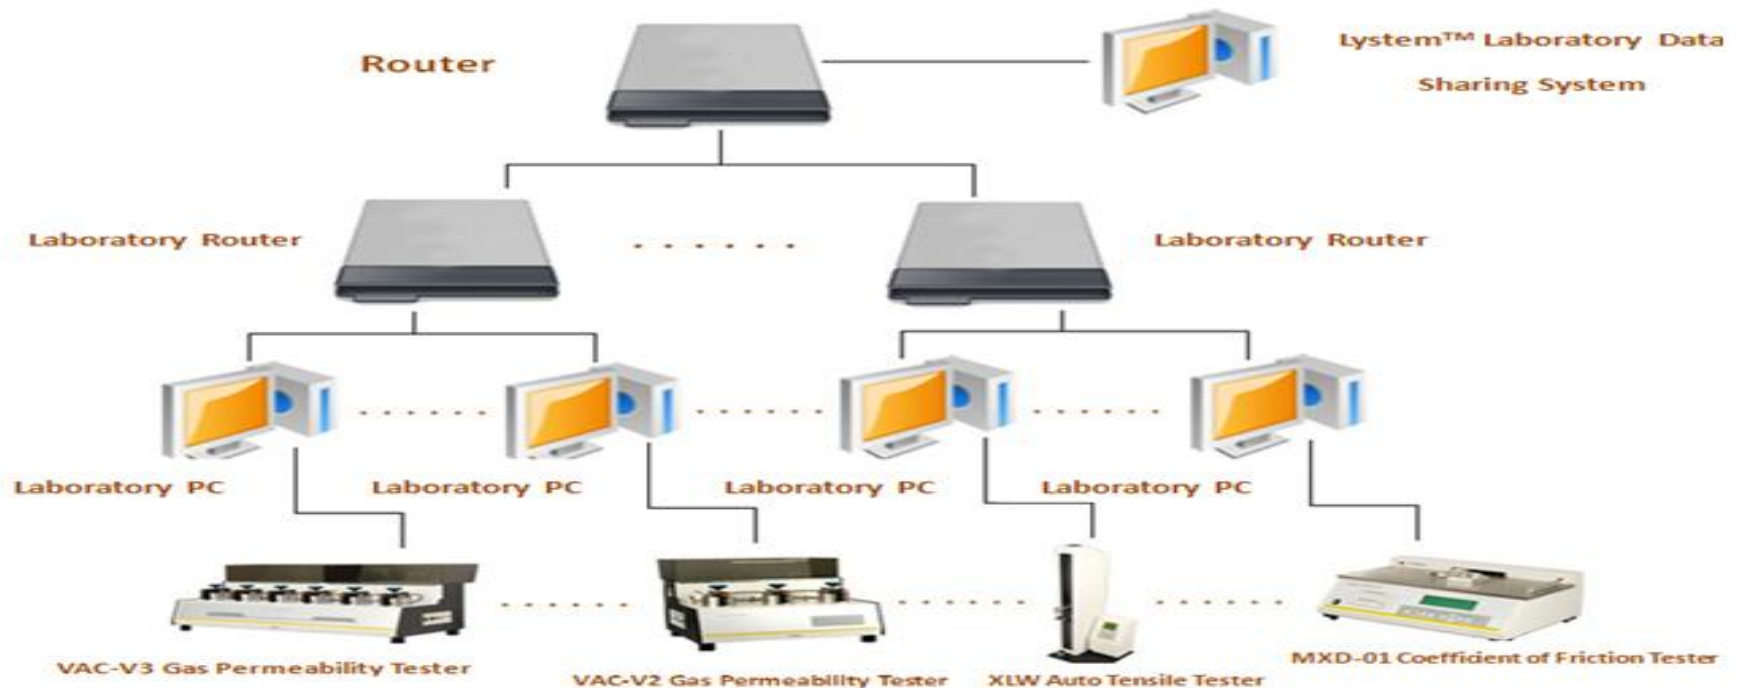 Router
Lystem™ Laboratory Data
Sharing System
Laboratory Router
Laboratory Router
Laboratory PC
Laboratory PC
Laboratory PC
Laboratory PC
VAC-V3 Gas Permeability Tester
VAC-V2 Gas Permeability Tester
XLW Auto Tensile Tester
MXD-01 Coefficient of Friction Tester